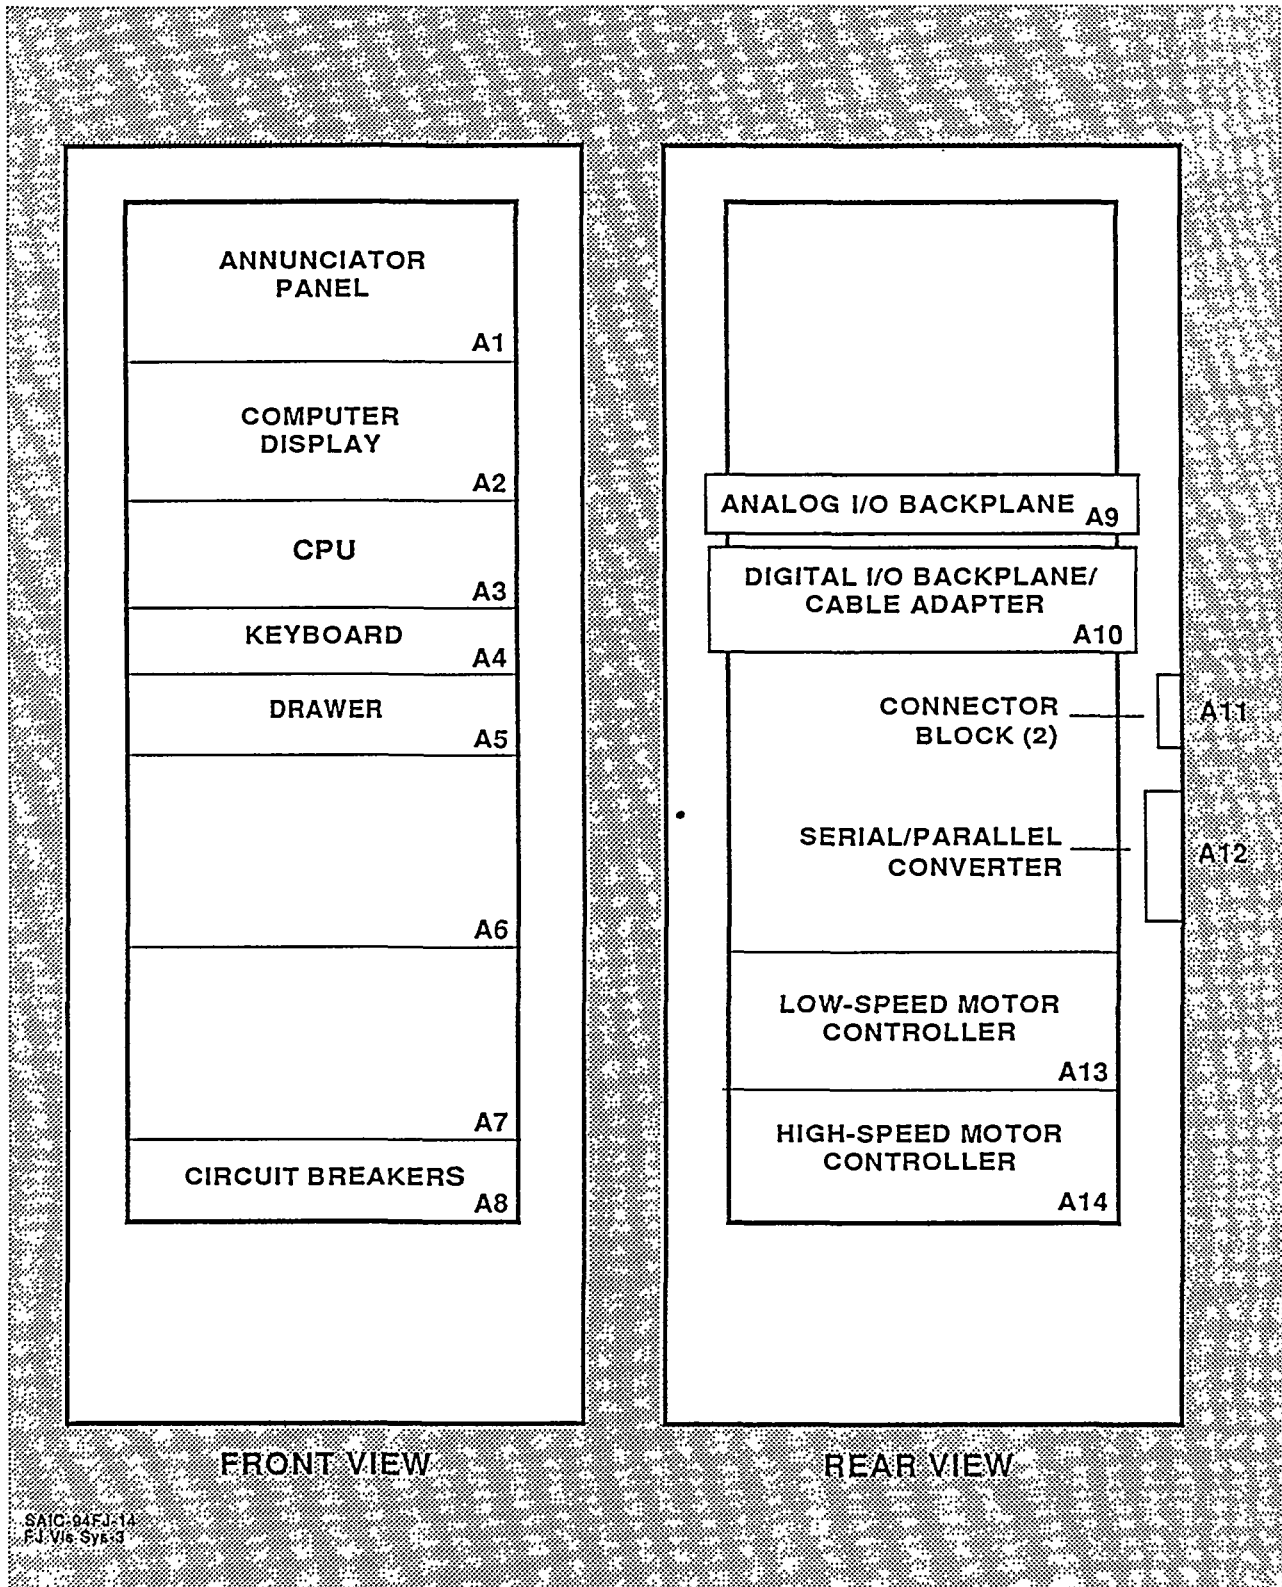 ANNUNCIATOR
PANEL
A1
COMPUTER
DISPLAY
A2
CPU
A3
KEYBOARD
A4
DRAWER
A5
A6
A7
CIRCUIT BREAKERS
A8
FRONT VIEW
ANALOG I/O BACKPLANE A9
DIGITAL I/O BACKPLANE/
CABLE ADAPTER
A10
CONNECTOR
BLOCK (2)
A11
SERIAL/PARALLEL
CONVERTER
A12
LOW-SPEED MOTOR
CONTROLLER
A13
HIGH-SPEED MOTOR
CONTROLLER
A14
REAR VIEW
SAIC-94FJ-14
FJ Vis Sys-3